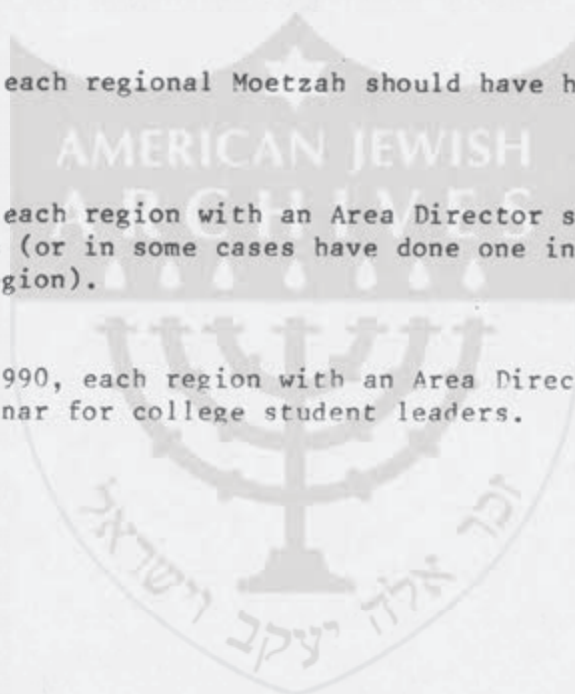 each regional Moetzah should have h
AMERICAN JEWISH
ARCHIVES
each region with an Area Director s
(or in some cases have done one in
gion).
990, each region with an Area Direc
nar for college student leaders.
זכר אלה יעקב וישראל